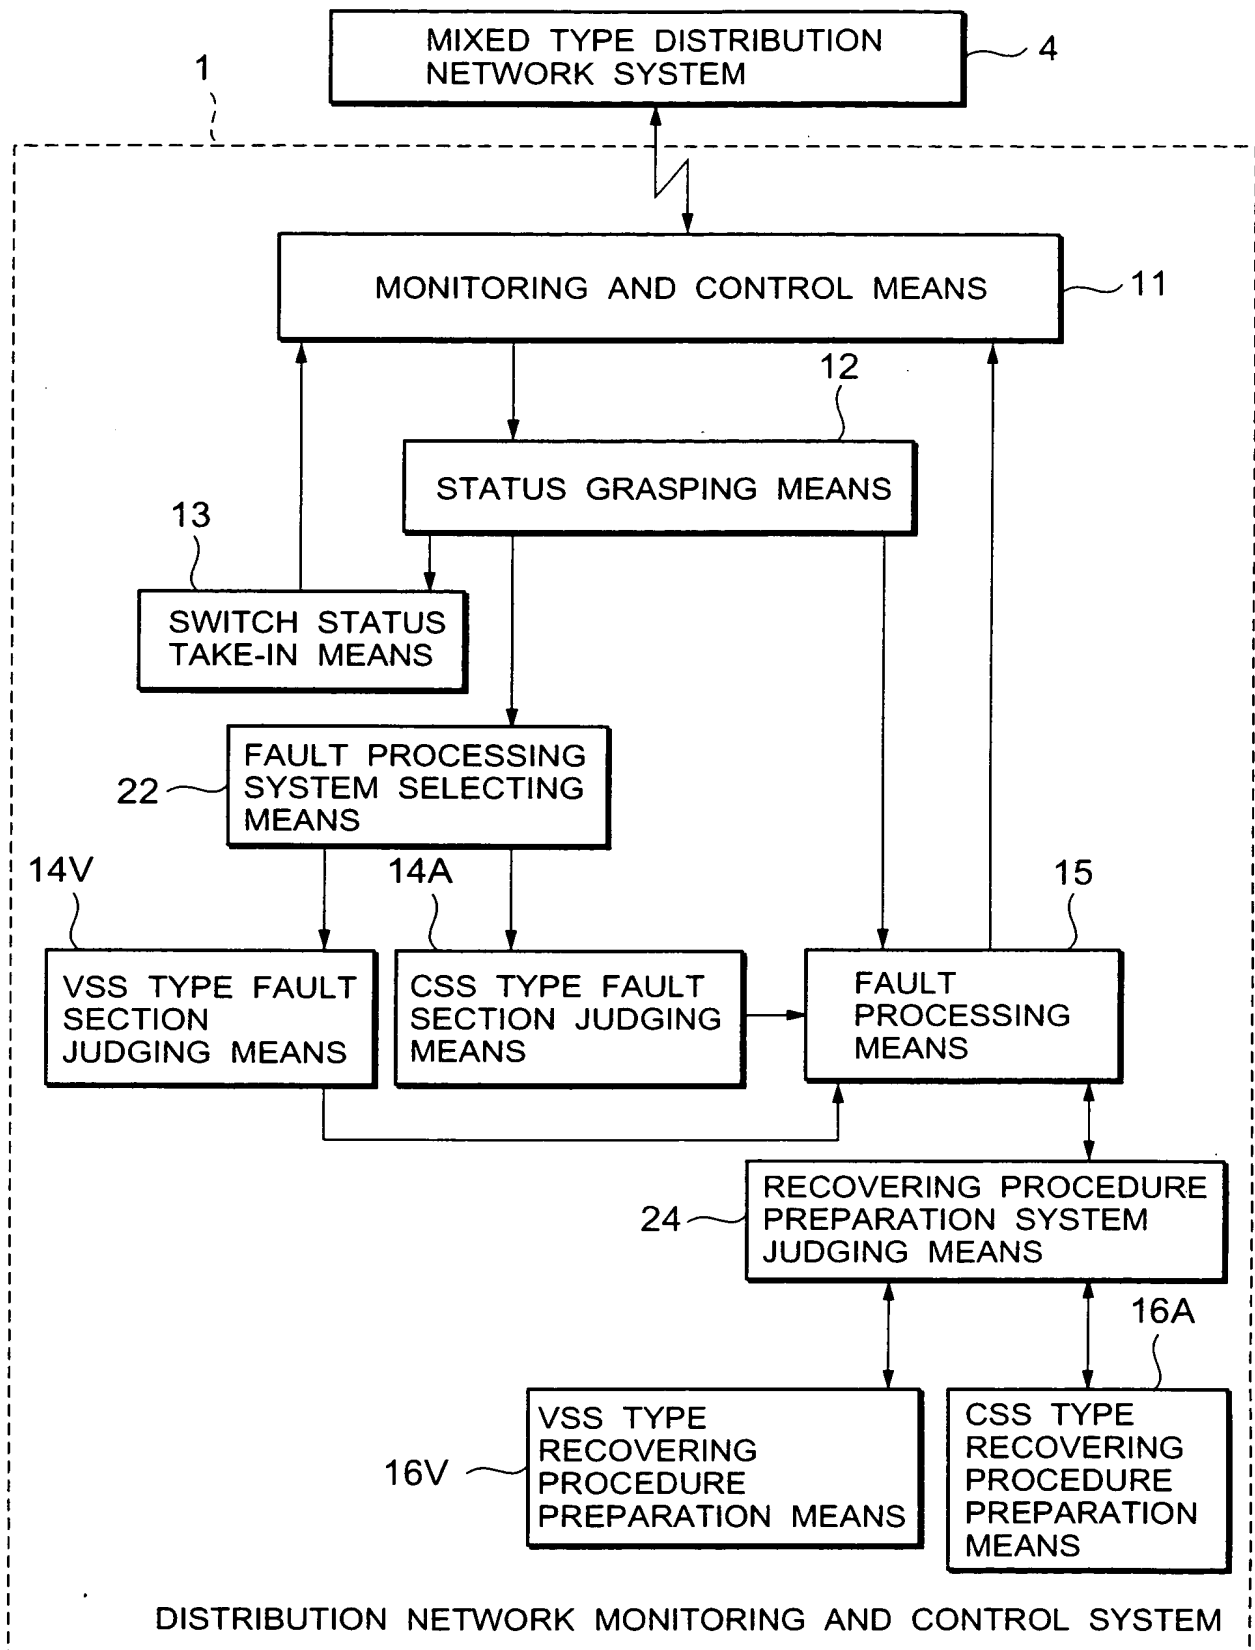 MIXED TYPE DISTRIBUTION
NETWORK SYSTEM
4
1
MONITORING AND CONTROL MEANS
11
12
STATUS GRASPING MEANS
13
SWITCH STATUS
TAKE-IN MEANS
FAULT PROCESSING
SYSTEM SELECTING
MEANS
22
14V
14A
15
VSS TYPE FAULT
SECTION
JUDGING MEANS
CSS TYPE FAULT
SECTION JUDGING
MEANS
FAULT
PROCESSING
MEANS
RECOVERING PROCEDURE
PREPARATION SYSTEM
JUDGING MEANS
24
16A
VSS TYPE
RECOVERING
PROCEDURE
PREPARATION MEANS
16V
CSS TYPE
RECOVERING
PROCEDURE
PREPARATION
MEANS
DISTRIBUTION NETWORK MONITORING AND CONTROL SYSTEM